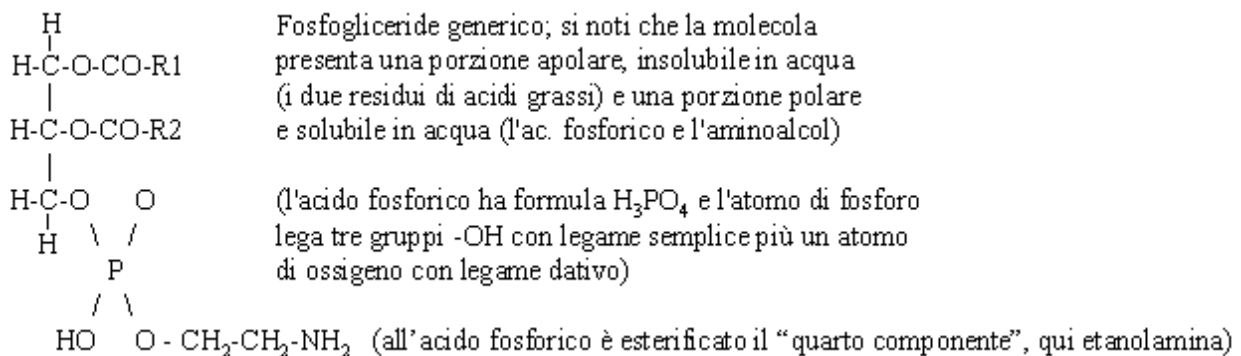 H
H-C-O-CO-R1
H-C-O-CO-R2
H-C-O O
H \ /
P
/ \
HO O - CH₂-CH₂-NH₂ (all’acido fosforico è esterificato il “quarto componente”, qui etanolamina)
Fosfogliceride generico; si noti che la molecola
presenta una porzione apolare, insolubile in acqua
(i due residui di acidi grassi) e una porzione polare
e solubile in acqua (l'ac. fosforico e l'aminoalcol)
(l'acido fosforico ha formula H₃PO₄ e l'atomo di fosforo
lega tre gruppi -OH con legame semplice più un atomo
di ossigeno con legame dativo)